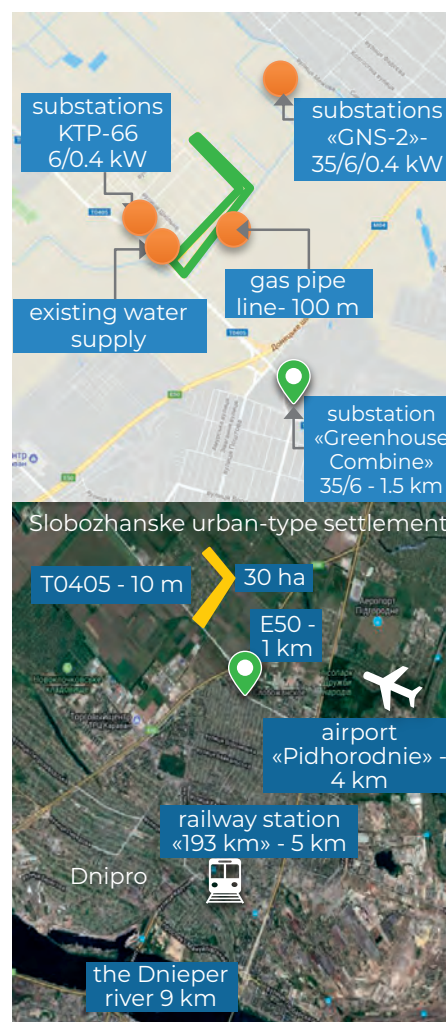 substations
KTP-66
6/0.4 kW
substations
«GNS-2»-
35/6/0.4 kW
gas pipe
line- 100 m
existing water
supply
Донецьке
substation
«Greenhouse
Combine»
35/6 - 1.5 km
Slobozhanske urban-type settlement
T0405 - 10 m
30 ha
E50 -
1 km
Аеропорт
Підгородне
airport
«Pidhorodnie» -
4 km
railway station
«193 km» - 5 km
Dnipro
the Dnieper
river 9 km